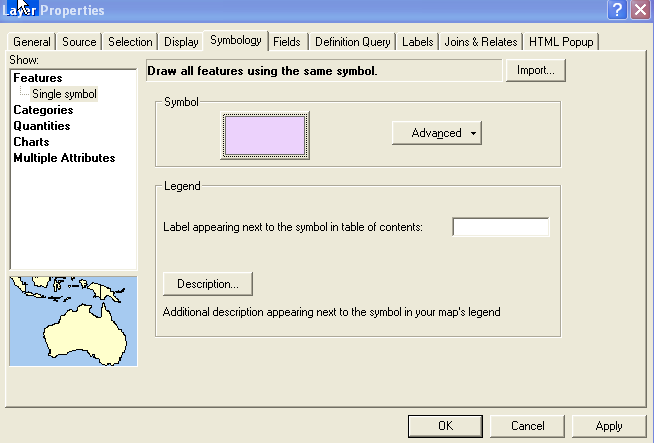 Layer Properties
General Source Selection Display Symbology Fields Definition Query Labels Joins & Relates HTML Popup
Show:
Features
Single symbol
Categories
Quantities
Charts
Multiple Attributes
Draw all features using the same symbol.
Import...
Symbol
Advanced
Legend
Label appearing next to the symbol in table of contents:
Description...
Additional description appearing next to the symbol in your map's legend
OK Cancel Apply